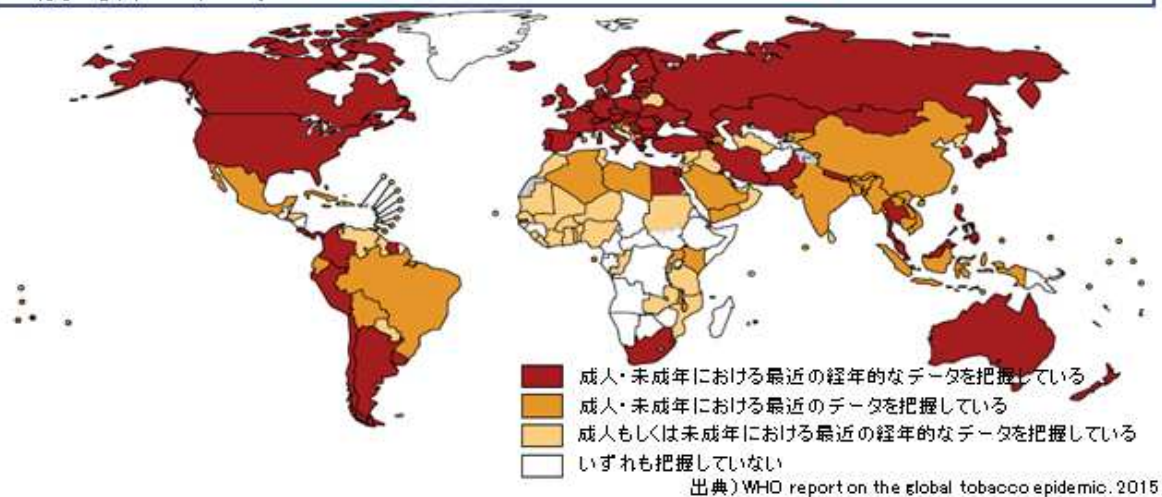 成人・未成年における最近の経年的なデータを把握している
成人・未成年における最近のデータを把握している
成人もしくは未成年における最近の経年的なデータを把握している
いずれも把握していない
出典)WHO report on the global tobacco epidemic. 2015